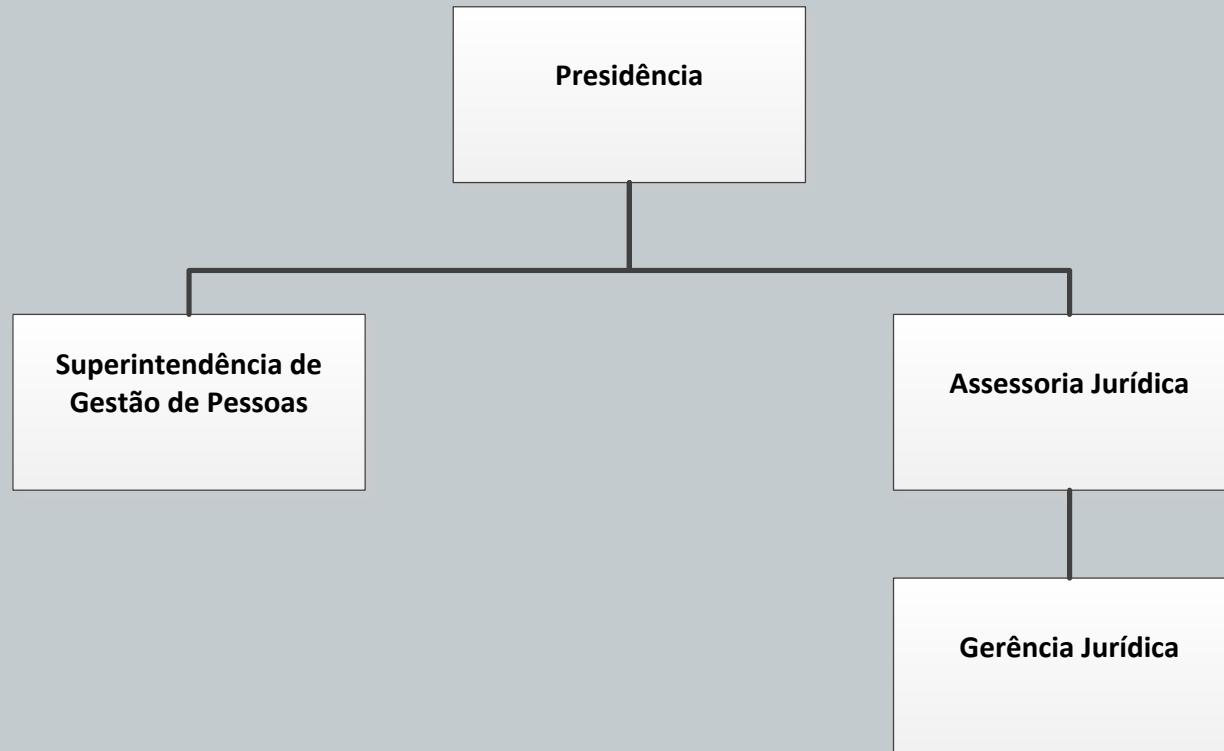 Presidência
Superintendência de
Gestão de Pessoas
Assessoria Jurídica
Gerência Jurídica